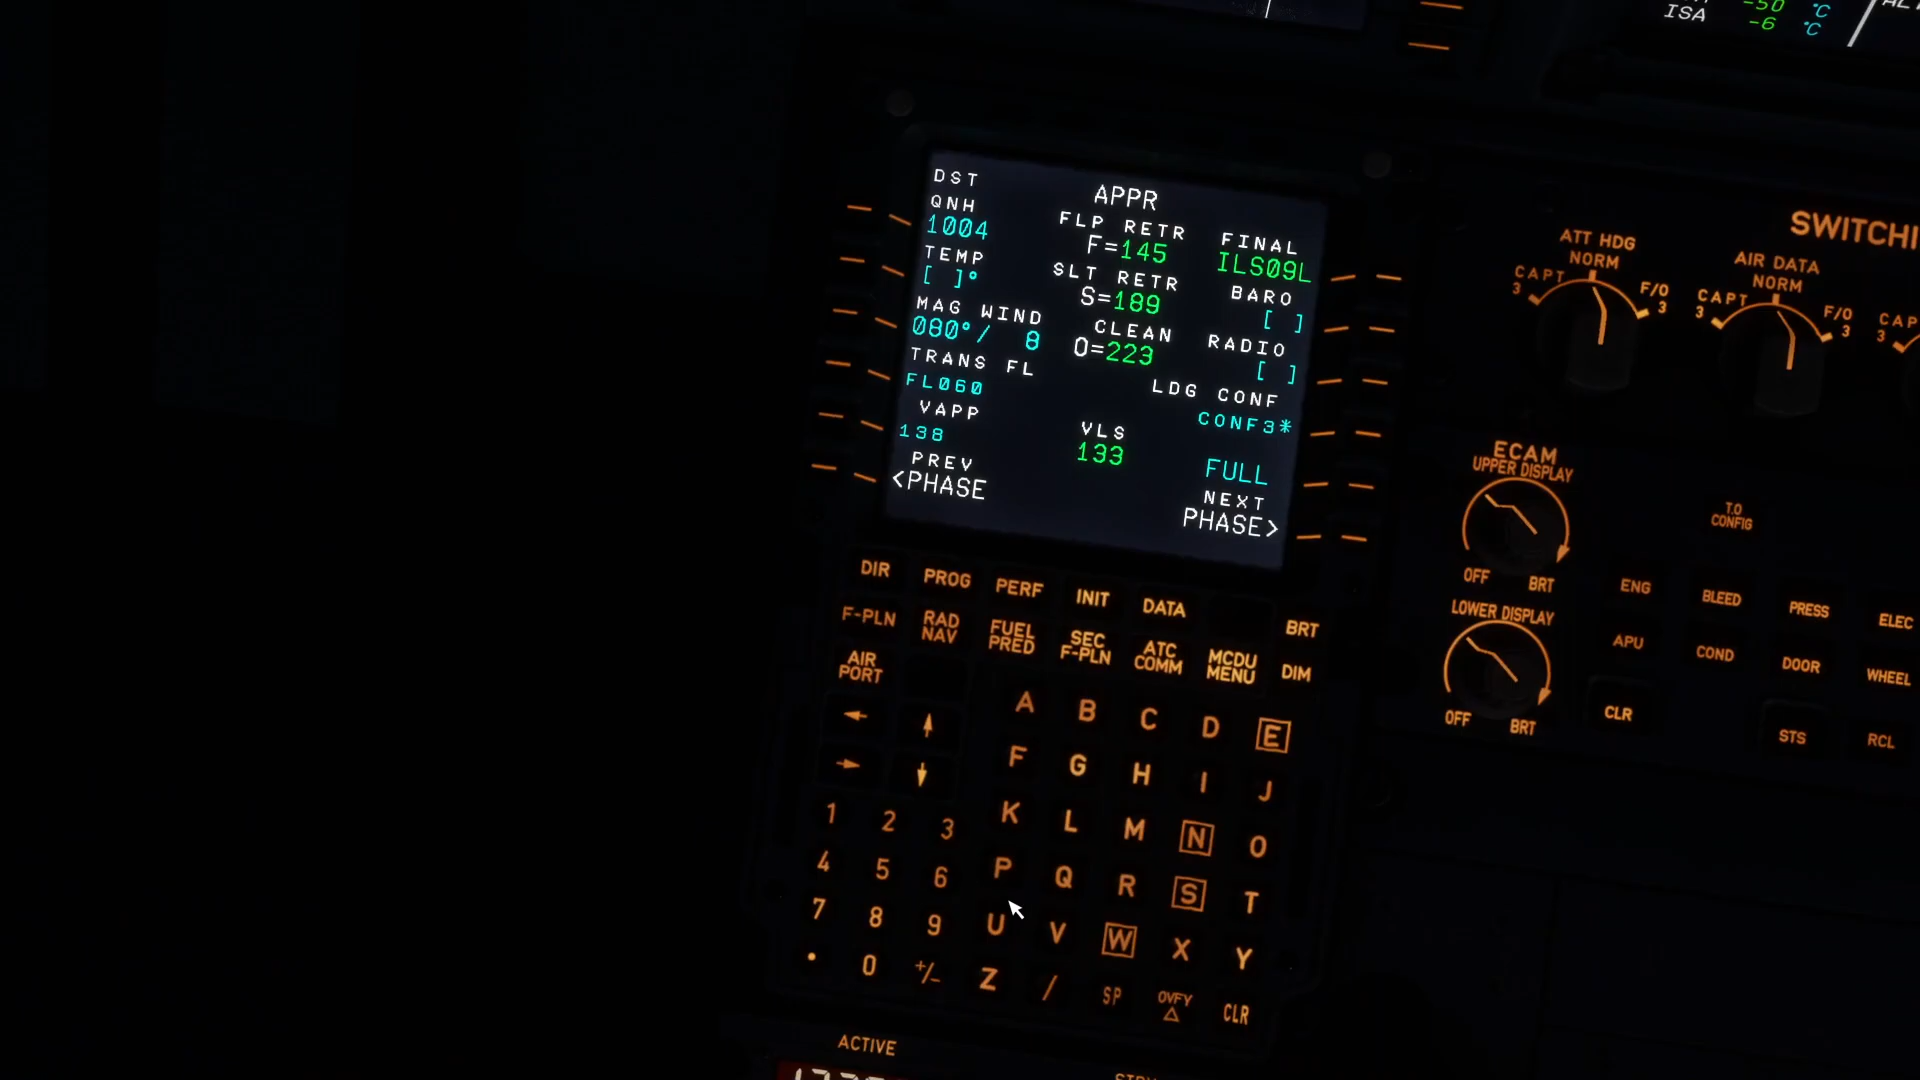 -50 °C
ISA -6 °C
DST
APPR
QNH
1004
FLP RETR
F=145
FINAL
ILS09L
TEMP
[ ]°
SLT RETR
S=189
BARO
[ ]
MAG WIND
080°/ 8
CLEAN
O=223
RADIO
[ ]
TRANS FL
FL060
LDG CONF
CONF3*
VAPP
138
VLS
133
FULL
PREV
<PHASE
NEXT
PHASE>
DIR PROG PERF INIT DATA
BRT
F-PLN RAD NAV FUEL PRED SEC F-PLN ATC COMM MCDU MENU DIM
AIR PORT
← ↑
→ ↓
A B C D E
F G H I J
K L M N O
P Q R S T
U V W X Y
Z / SP OVFY △ CLR
1 2 3
4 5 6
7 8 9
. 0 +/-
ACTIVE
ATT HDG
NORM
CAPT 3
F/O 3
AIR DATA
NORM
CAPT 3
F/O 3
ECAM
UPPER DISPLAY
OFF BRT
LOWER DISPLAY
OFF BRT
T.O CONFIG
ENG BLEED PRESS ELEC
APU COND DOOR WHEEL
CLR STS RCL